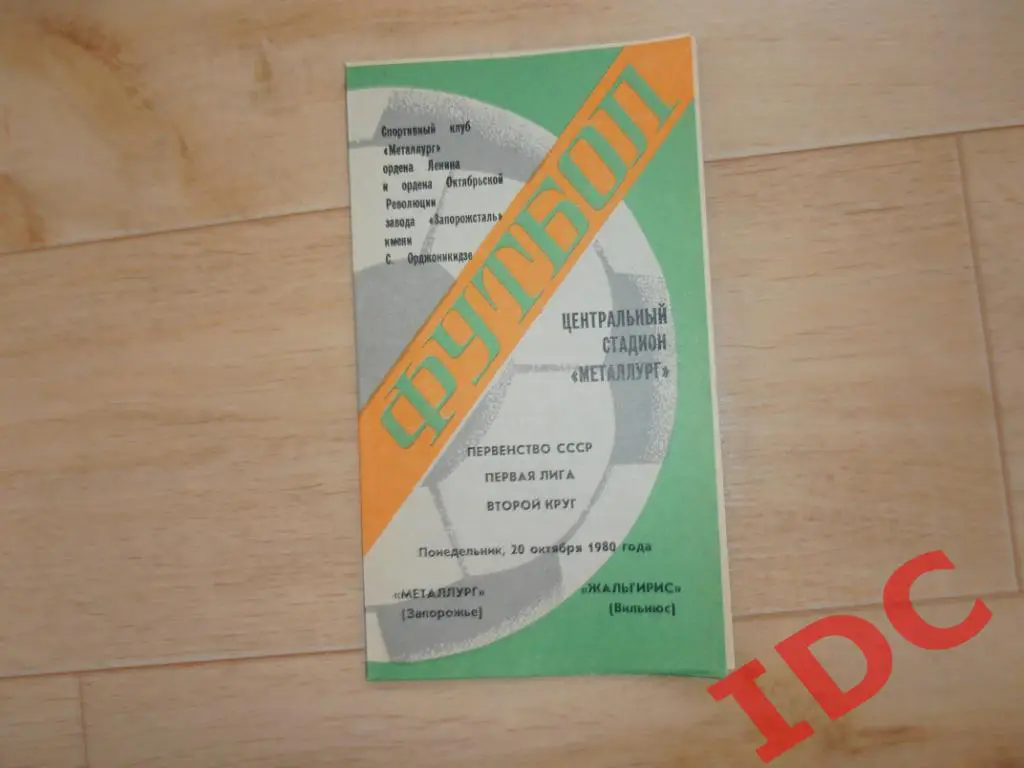 Спортивный клуб
«Металлург»
ордена Ленина
и ордена Октябрьской
Революции
завода «Запорожсталь»
имени
С Орджоникидзе
ФУТБОЛ
ЦЕНТРАЛЬНЫЙ
СТАДИОН
«МЕТАЛЛУРГ»
ПЕРВЕНСТВО СССР
ПЕРВАЯ ЛИГА
ВТОРОЙ КРУГ
Понедельник, 20 октября 1980 года
«МЕТАЛЛУРГ»
(Запорожье)
«ЖАЛЬГИРИС»
(Вильнюс)
IDC